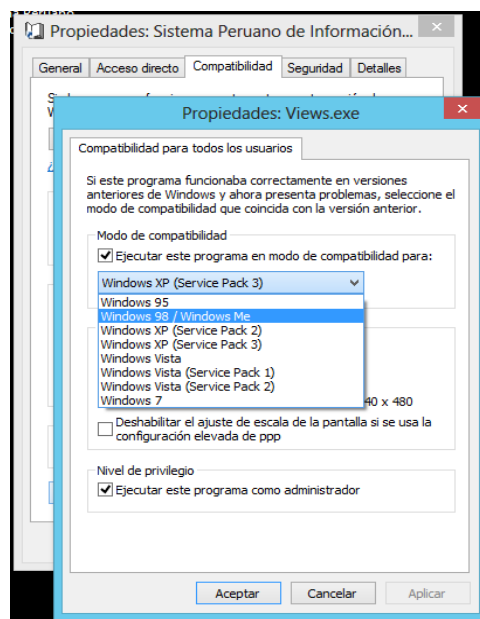 Propiedades: Sistema Peruano de Información...
General Acceso directo Compatibilidad Seguridad Detalles
Propiedades: Views.exe
Compatibilidad para todos los usuarios
Si este programa funcionaba correctamente en versiones
anteriores de Windows y ahora presenta problemas, seleccione el
modo de compatibilidad que coincida con la versión anterior.
Modo de compatibilidad
Ejecutar este programa en modo de compatibilidad para:
Windows XP (Service Pack 3)
Windows 95
Windows 98 / Windows Me
Windows XP (Service Pack 2)
Windows XP (Service Pack 3)
Windows Vista
Windows Vista (Service Pack 1)
Windows Vista (Service Pack 2)
Windows 7
40 x 480
Deshabilitar el ajuste de escala de la pantalla si se usa la
configuración elevada de ppp
Nivel de privilegio
Ejecutar este programa como administrador
Aceptar Cancelar Aplicar